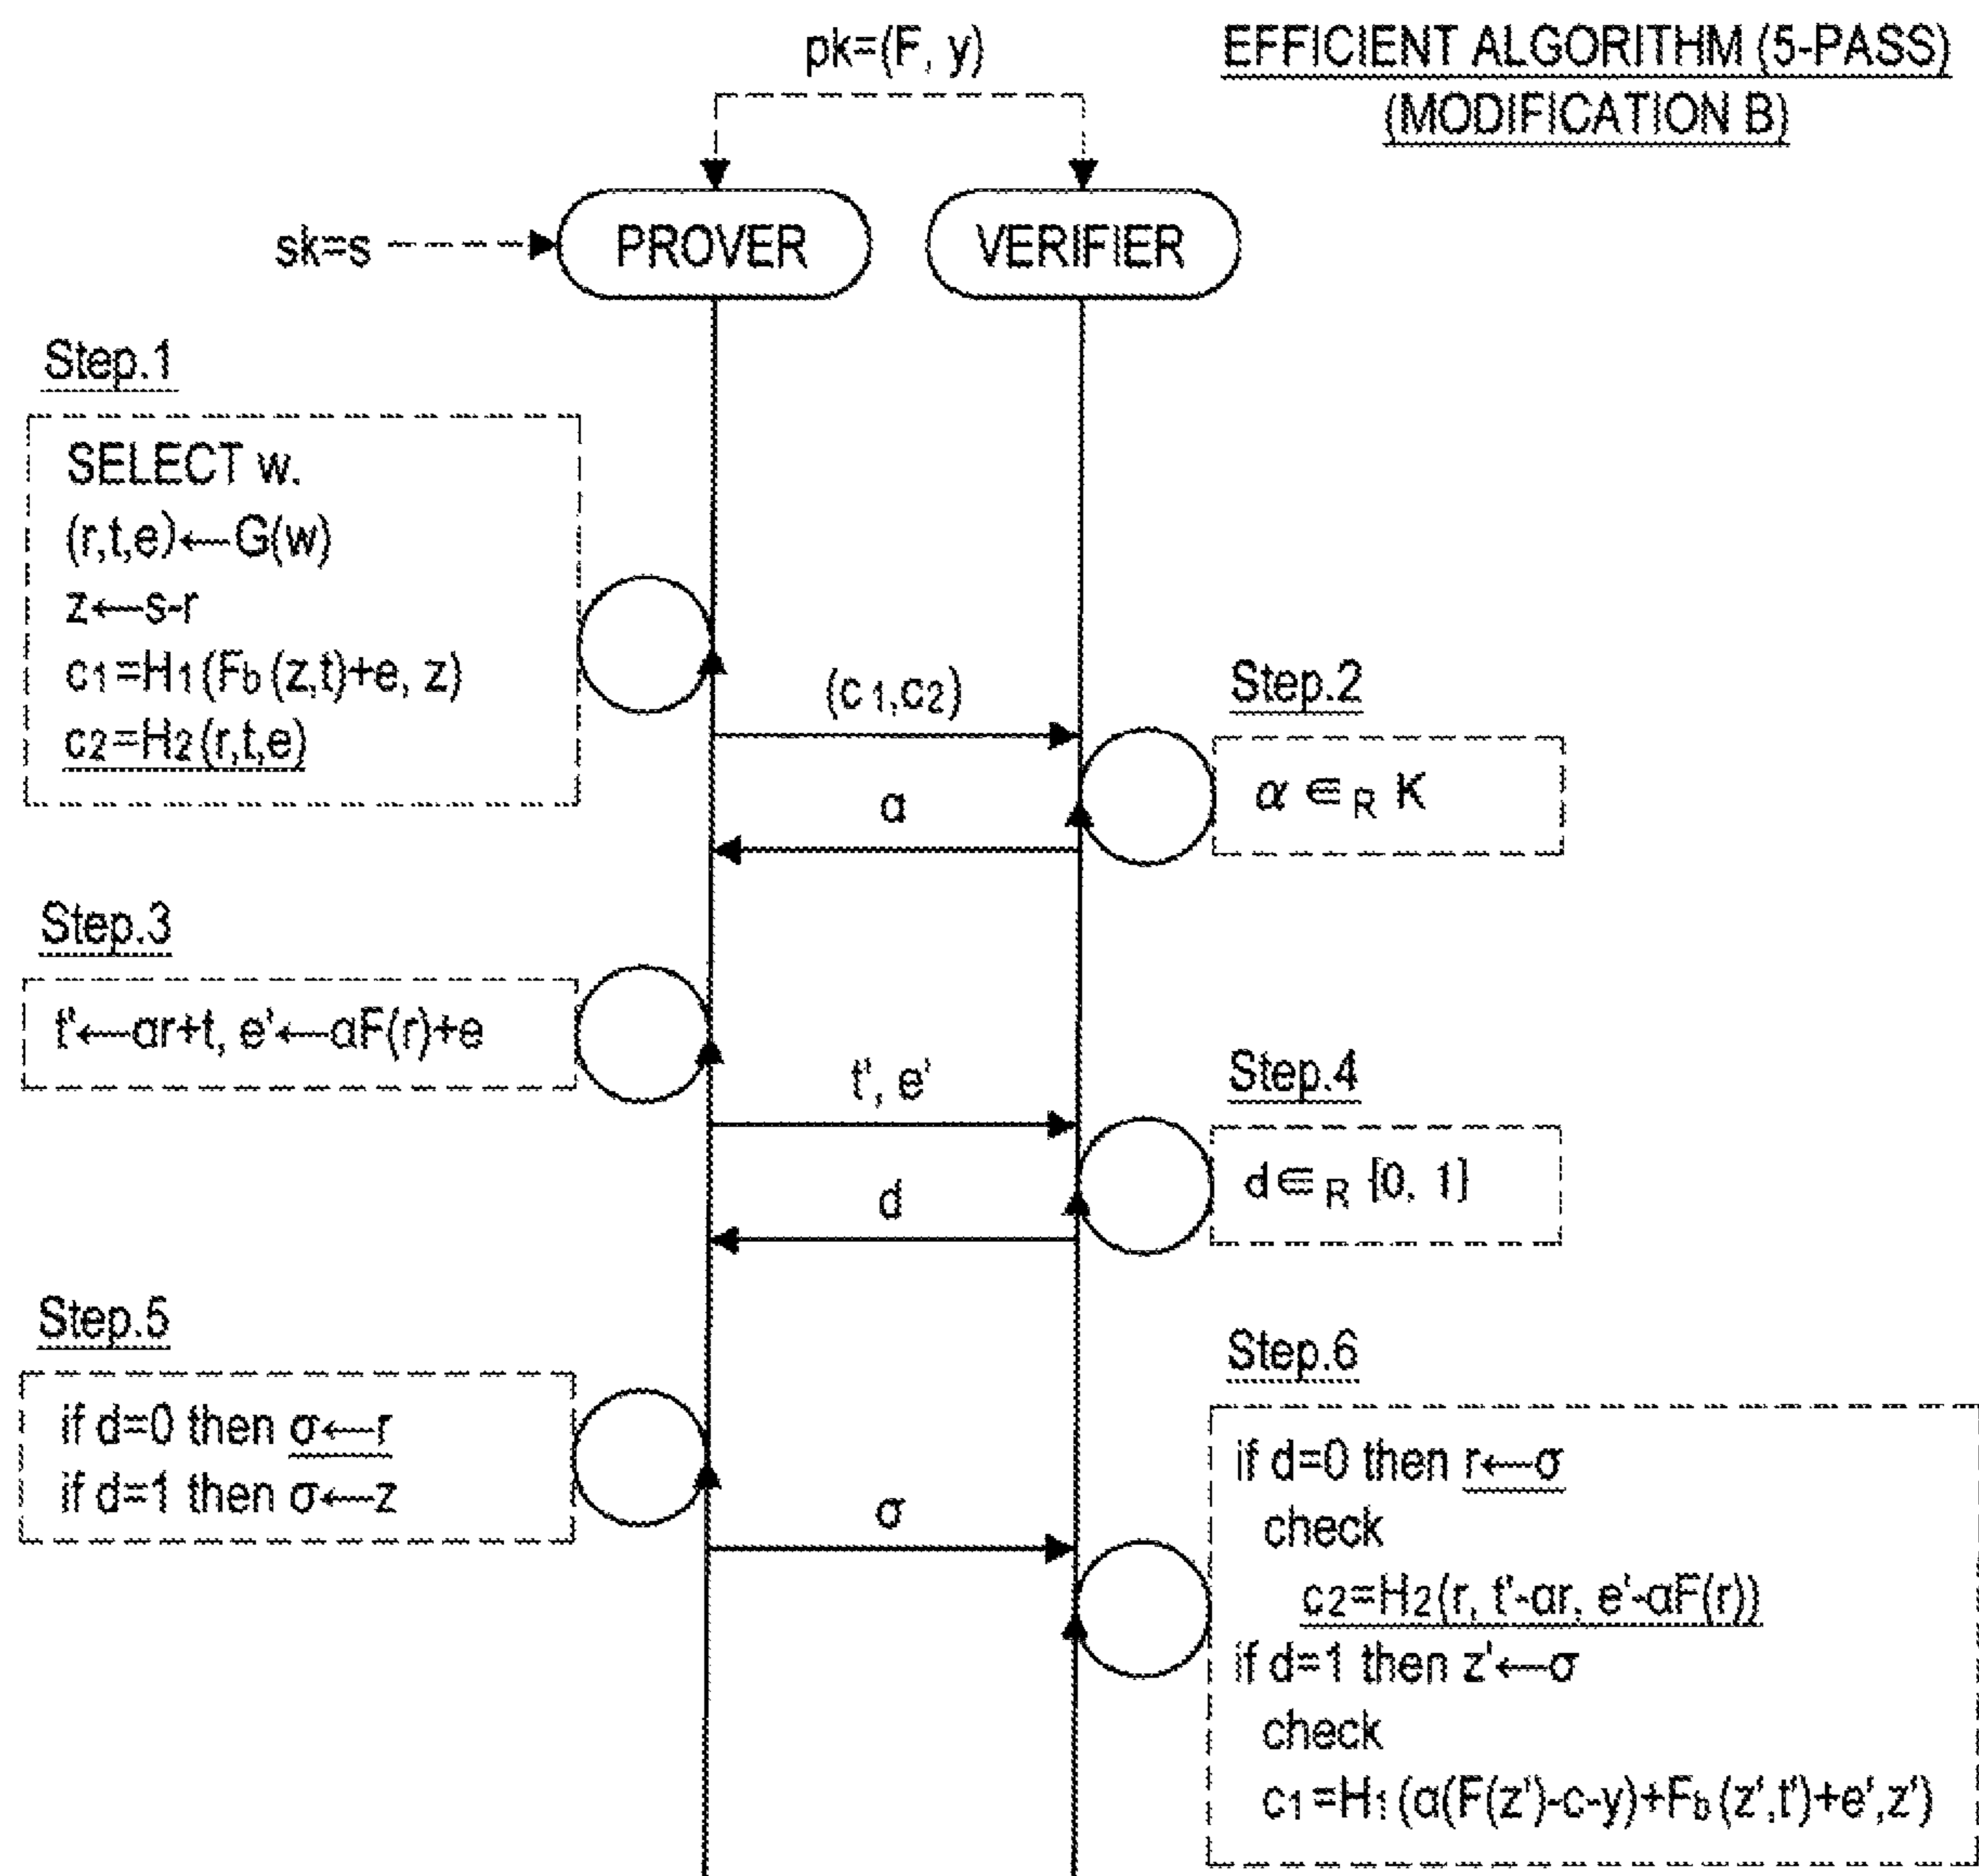 pk=(F, y)
EFFICIENT ALGORITHM (5-PASS)
(MODIFICATION B)
sk=s
PROVER
VERIFIER
Step.1
SELECT w.
(r,t,e)←G(w)
z←s-r
c1=H1(Fb(z,t)+e, z)
c2=H2(r,t,e)
(c1,c2)
Step.2
α ∈R K
α
Step.3
t'←αr+t, e'←αF(r)+e
t', e'
Step.4
d∈R {0, 1}
d
Step.5
if d=0 then σ←r
if d=1 then σ←z
σ
Step.6
if d=0 then r←σ
check
c2=H2(r, t'-αr, e'-αF(r))
if d=1 then z'←σ
check
c1=H1(α(F(z')-c-y)+Fb(z',t')+e',z')